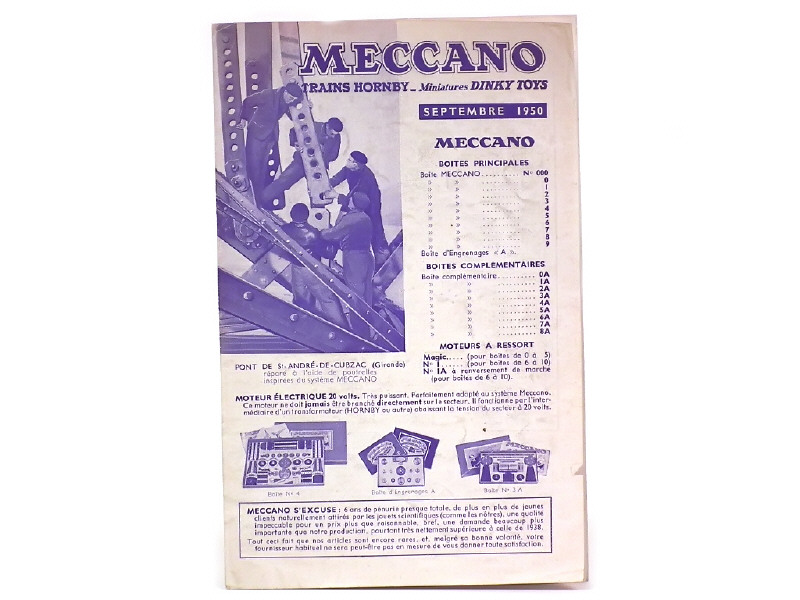 MECCANO
TRAINS HORNBY_ Miniatures DINKY TOYS
SEPTEMBRE 1950
MECCANO
BOITES PRINCIPALES
Boîte MECCANO.......... No 000
» » .......... 0
» » .......... 1
» » .......... 2
» » .......... 3
» » .......... 4
» » .......... 5
» » .......... 6
» » .......... 7
» » .......... 8
» » .......... 9
Boîte d'Engrenages « A ».
BOITES COMPLEMENTAIRES
Boîte complémentaire.......... 0A
» » .......... 1A
» » .......... 2A
» » .......... 3A
» » .......... 4A
» » .......... 5A
» » .......... 6A
» » .......... 7A
» » .......... 8A
MOTEURS A RESSORT
Magic..... (pour boîtes de 0 à 5)
No 1....... (pour boîtes de 6 à 10)
No 1A à renversement de marche
(pour boîtes de 6 à 10).
PONT DE St-ANDRÉ-DE-CUBZAC (Gironde)
réparé à l'aide de poutrelles
inspirées du système MECCANO
MOTEUR ÉLECTRIQUE 20 volts. Très puissant. Parfaitement adapté au système Meccano.
Ce moteur ne doit jamais être branché directement sur le secteur. Il fonctionne par l'inter-
médiaire d'un transformateur (HORNBY ou autre) abaissant la tension du secteur à 20 volts.
Boîte No 4
Boîte d'Engrenages A
Boîte No 3 A
MECCANO S'EXCUSE : 6 ans de pénurie presque totale, de plus en plus de jeunes
clients naturellement attirés par les jouets scientifiques (comme les nôtres), une qualité
impeccable pour un prix plus que raisonnable, bref, une demande beaucoup plus
importante que notre production, pourtant très nettement supérieure à celle de 1938.
Tout ceci fait que nos articles sont encore rares, et, malgré sa bonne volonté, votre
fournisseur habituel ne sera peut-être pas en mesure de vous donner toute satisfaction.